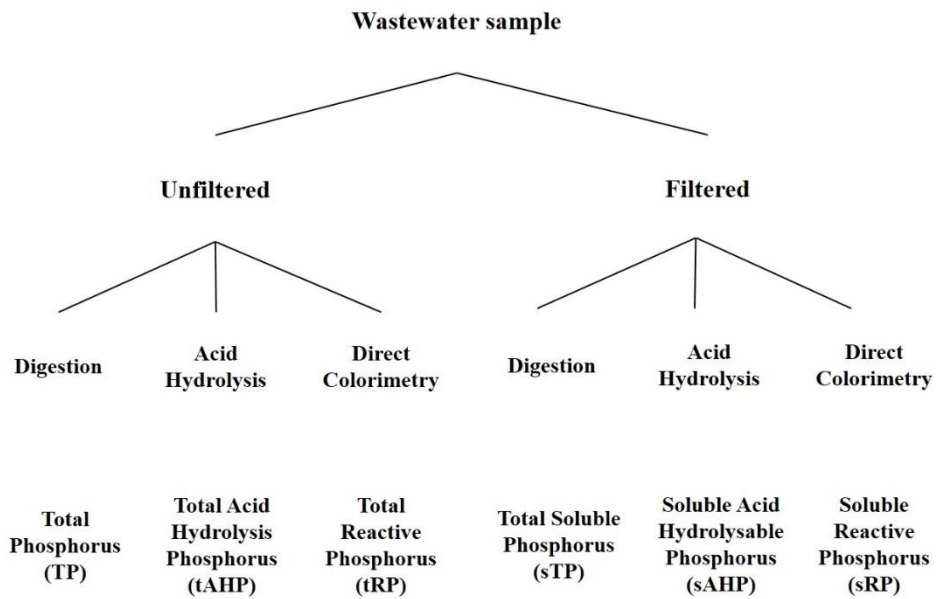 Wastewater sample
Unfiltered
Filtered
Digestion
Acid
Hydrolysis
Direct
Colorimetry
Digestion
Acid
Hydrolysis
Direct
Colorimetry
Total
Phosphorus
(TP)
Total Acid
Hydrolysis
Phosphorus
(tAHP)
Total
Reactive
Phosphorus
(tRP)
Total Soluble
Phosphorus
(sTP)
Soluble Acid
Hydrolysable
Phosphorus
(sAHP)
Soluble
Reactive
Phosphorus
(sRP)